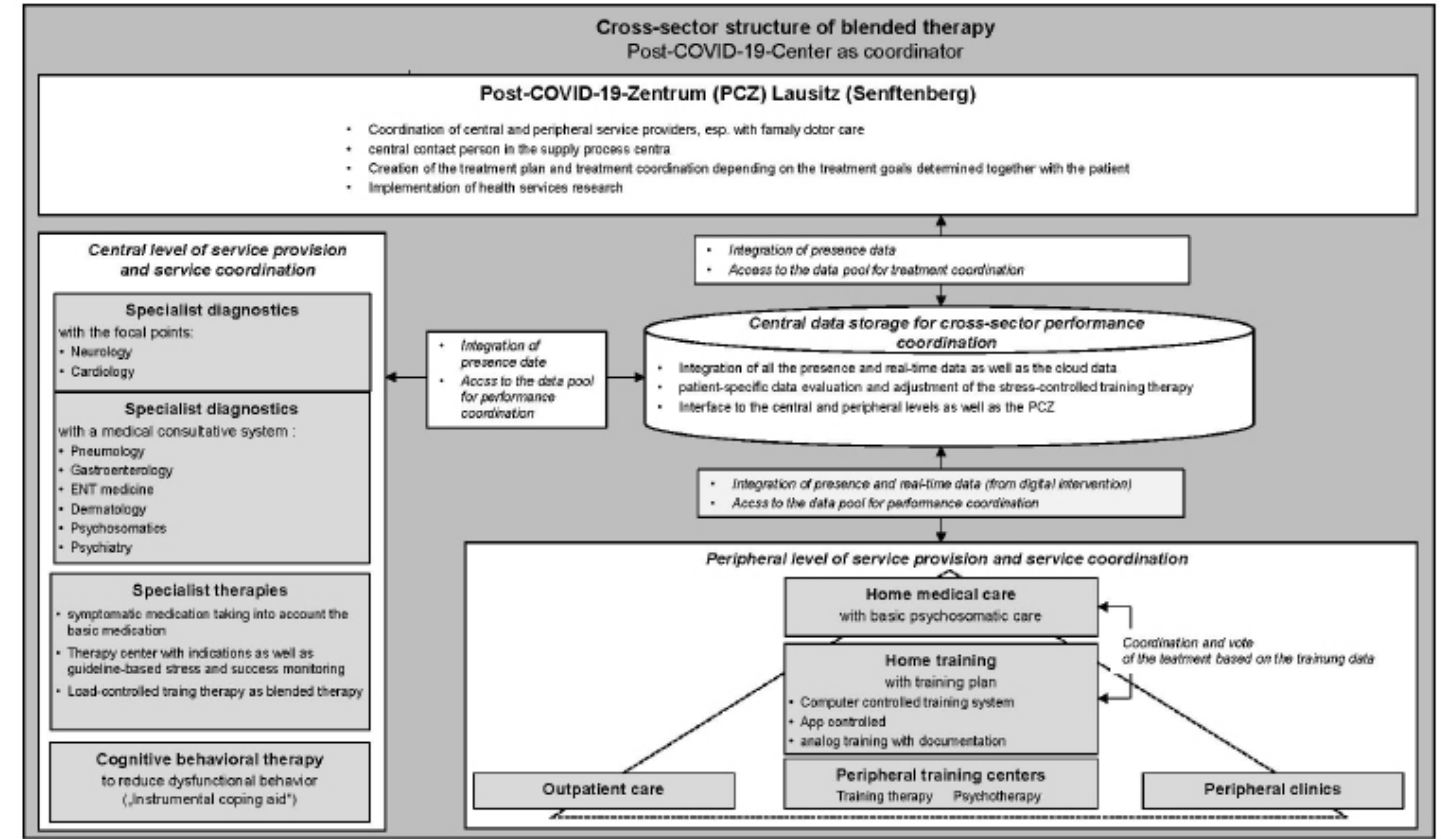 Cross-sector structure of blended therapy
Post-COVID-19-Center as coordinator
Post-COVID-19-Zentrum (PCZ) Lausitz (Senftenberg)
• Coordination of central and peripheral service providers, esp. with famaly dotor care
• central contact person in the supply process centra
• Creation of the treatment plan and treatment coordination depending on the treatment goals determined together with the patient
• Implementation of health services research
Central level of service provision
and service coordination
Specialist diagnostics
with the focal points:
• Neurology
• Cardiology
Specialist diagnostics
with a medical consultative system :
• Pneumology
• Gastroenterology
• ENT medicine
• Dermatology
• Psychosomatics
• Psychiatry
Specialist therapies
• symptomatic medication taking into account the
basic medication
• Therapy center with indications as well as
guideline-based stress and success monitoring
• Load-controlled traing therapy as blended therapy
Cognitive behavioral therapy
to reduce dysfunctional behavior
(„Instrumental coping aid")
• Integration of
presence date
• Accss to the data pool
for performance
coordination
• Integration of presence data
• Access to the data pool for treatment coordination
Central data storage for cross-sector performance
coordination
• Integration of all the presence and real-time data as well as the cloud data
• patient-specific data evaluation and adjustment of the stress-controlled training therapy
• Interface to the central and peripheral levels as well as the PCZ
• Integration of presence and real-time data (from digital intervention)
• Accss to the data pool for performance coordination
Peripheral level of service provision and service coordination
Home medical care
with basic psychosomatic care
Home training
with training plan
• Computer controlled training system
• App controlled
• analog training with documentation
Coordination and vote
of the teatment based on the trainung data
Outpatient care
Peripheral training centers
Training therapy Psychotherapy
Peripheral clinics